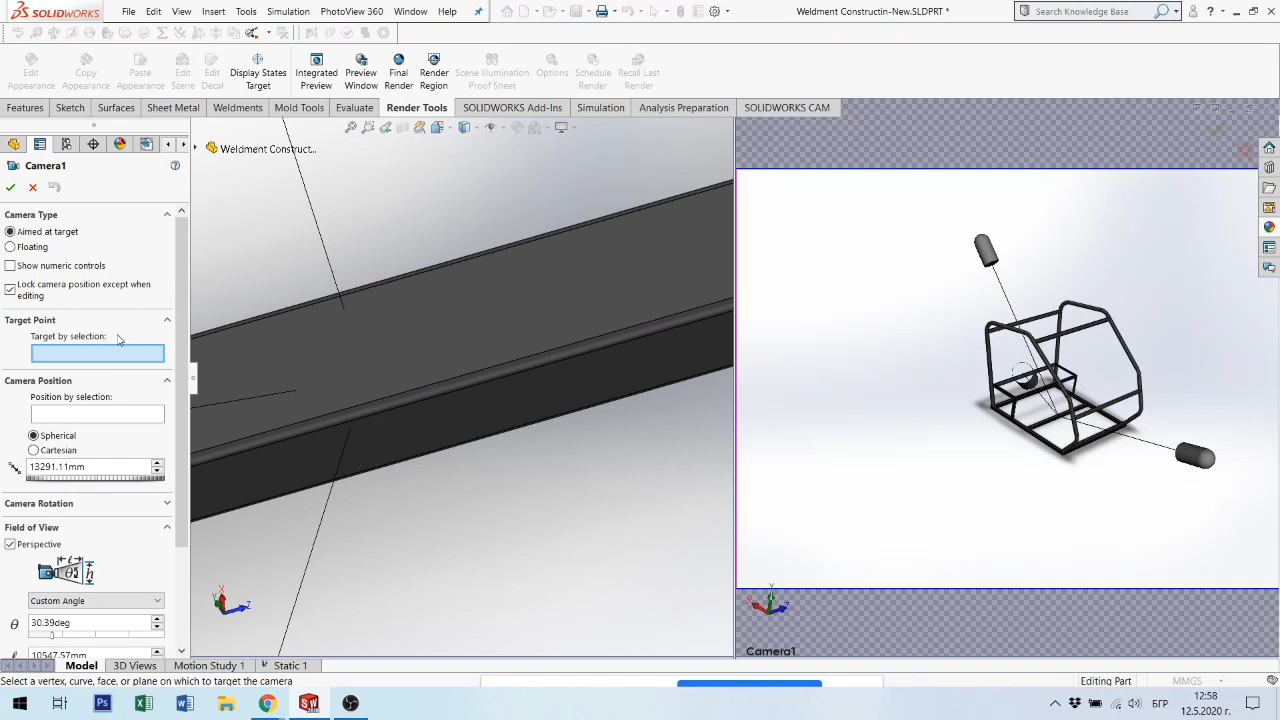 SOLIDWORKS File Edit View Insert Tools Simulation PhotoView 360 Window Help Weldment Constructin-New.SLDPRT * Search Knowledge Base
Edit Appearance Copy Appearance Paste Appearance Edit Scene Edit Decal Display States Target Integrated Preview Preview Window Final Render Render Region Scene Illumination Proof Sheet Options Schedule Render Recall Last Render
Features Sketch Surfaces Sheet Metal Weldments Mold Tools Evaluate Render Tools SOLIDWORKS Add-Ins Simulation Analysis Preparation SOLIDWORKS CAM
Weldment Construct...
Camera1
Camera Type
Aimed at target
Floating
Show numeric controls
Lock camera position except when
editing
Target Point
Target by selection:
Camera Position
Position by selection:
Spherical
Cartesian
13291.11mm
Camera Rotation
Field of View
Perspective
ℓ
θ h
Custom Angle
θ 30.39deg
ℓ 10547.57mm
X Y Z
X Y Z
Camera1
Model 3D Views Motion Study 1 Static 1
Select a vertex, curve, face, or plane on which to target the camera Editing Part MMGS
Ps SW БГР 12:58
12.5.2020 г.